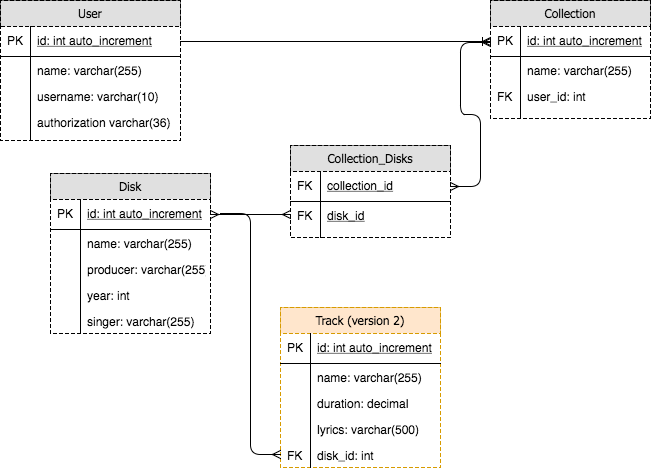 User
PK id: int auto_increment
name: varchar(255)
username: varchar(10)
authorization varchar(36)
Collection
PK id: int auto_increment
name: varchar(255)
FK user_id: int
Collection_Disks
FK collection_id
FK disk_id
Disk
PK id: int auto_increment
name: varchar(255)
producer: varchar(255
year: int
singer: varchar(255)
Track (version 2)
PK id: int auto_increment
name: varchar(255)
duration: decimal
lyrics: varchar(500)
FK disk_id: int